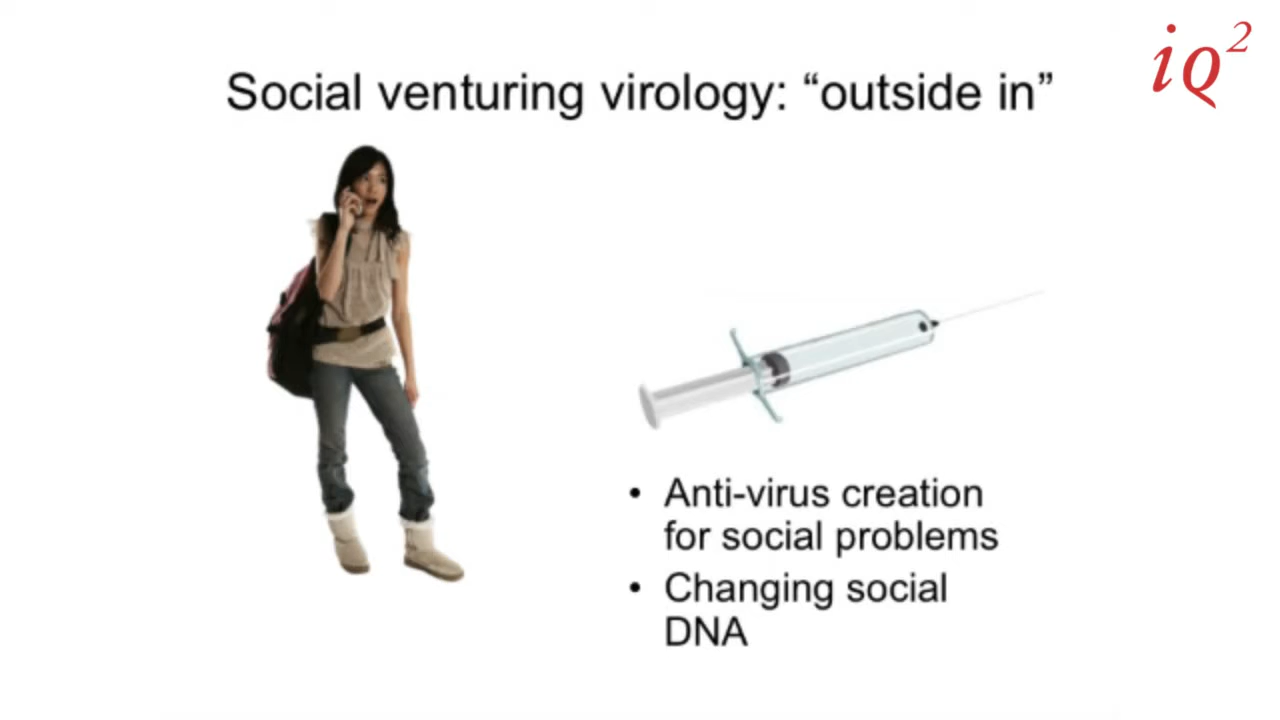 iq2
Social venturing virology: “outside in”
• Anti-virus creation
for social problems
• Changing social
DNA